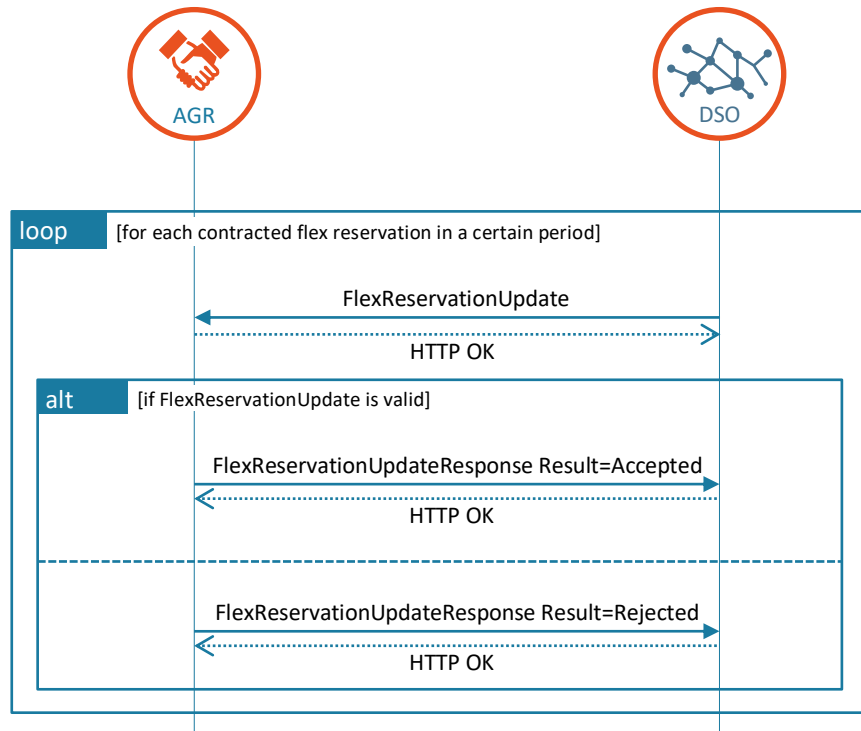 AGR
DSO
loop
[for each contracted flex reservation in a certain period]
FlexReservationUpdate
HTTP OK
alt
[if FlexReservationUpdate is valid]
FlexReservationUpdateResponse Result=Accepted
HTTP OK
FlexReservationUpdateResponse Result=Rejected
HTTP OK